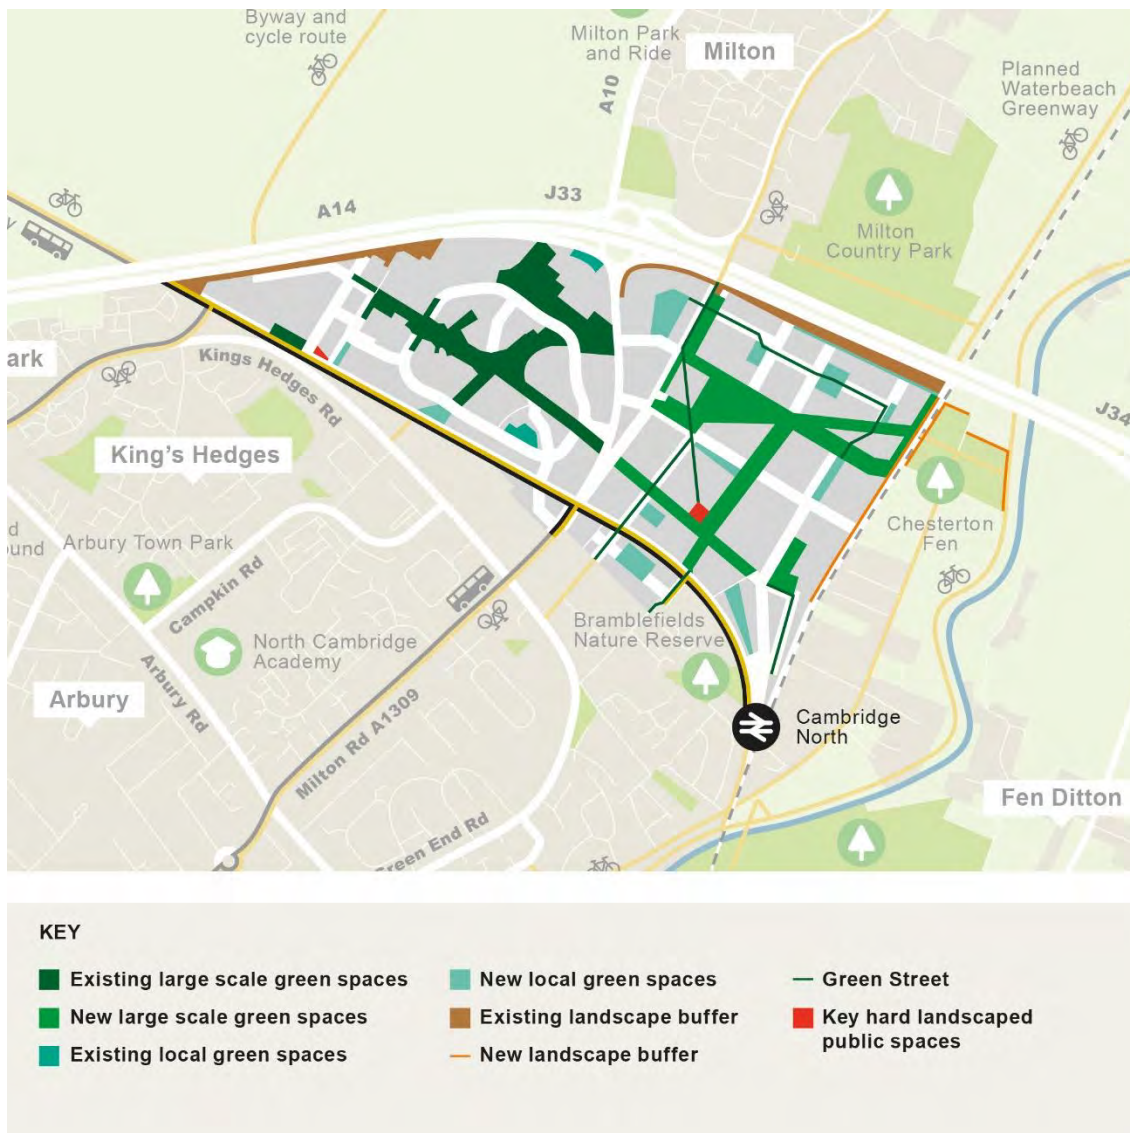 Byway and
cycle route
Milton Park
and Ride
Milton
Planned
Waterbeach
Greenway
A10
J33
A14
Milton
Country Park
ark
Kings Hedges Rd
J34
King's Hedges
Chesterton
Fen
Arbury Town Park
Campkin Rd
Bramblefields
Nature Reserve
North Cambridge
Academy
Arbury
Arbury Rd
Milton Rd A1309
Cambridge
North
Fen Ditton
Green End Rd
KEY
Existing large scale green spaces
New large scale green spaces
Existing local green spaces
New local green spaces
Existing landscape buffer
New landscape buffer
Green Street
Key hard landscaped
public spaces